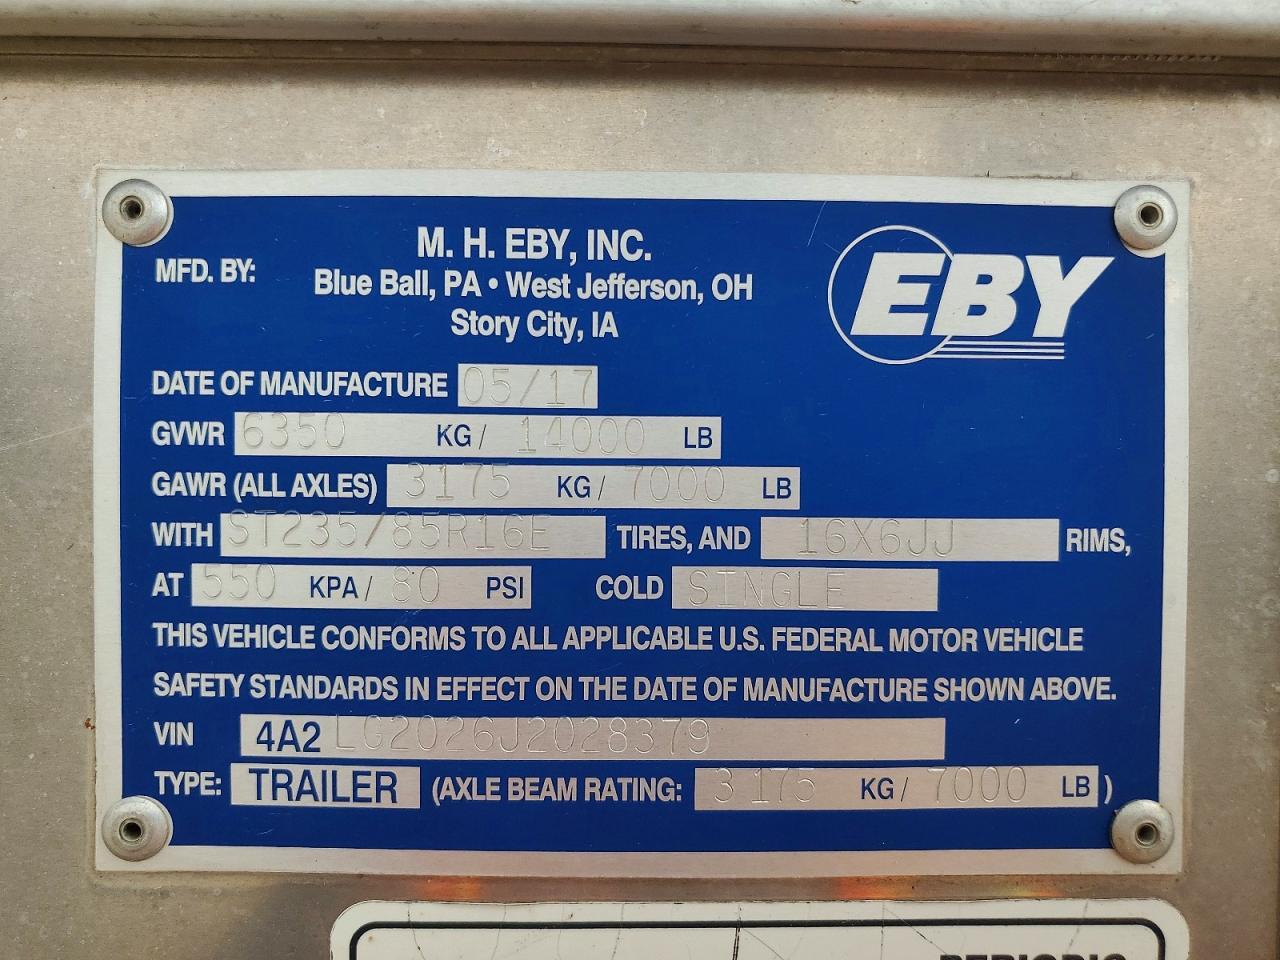 MFD. BY:
M. H. EBY, INC.
Blue Ball, PA • West Jefferson, OH
Story City, IA
EBY
DATE OF MANUFACTURE 05/17
GVWR 6350 KG/ 14000 LB
GAWR (ALL AXLES) 3175 KG/ 7000 LB
WITH ST235/85R16E TIRES, AND 16X6JJ RIMS,
AT 550 KPA/ 80 PSI COLD SINGLE
THIS VEHICLE CONFORMS TO ALL APPLICABLE U.S. FEDERAL MOTOR VEHICLE
SAFETY STANDARDS IN EFFECT ON THE DATE OF MANUFACTURE SHOWN ABOVE.
VIN 4A2LG2026J2028379
TYPE: TRAILER (AXLE BEAM RATING: 3175 KG/ 7000 LB )
PERIODIC